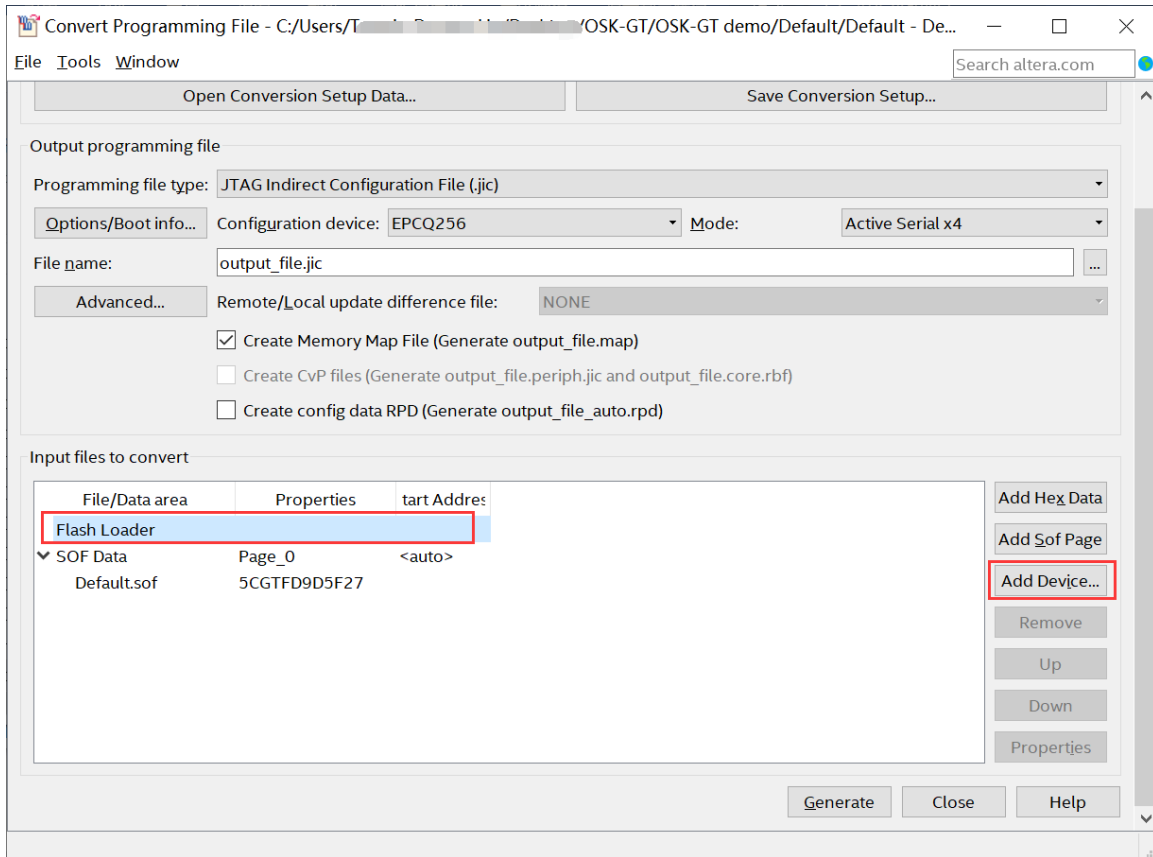 Convert Programming File - C:/Users/T /OSK-GT/OSK-GT demo/Default/Default - De...
File Tools Window
Search altera.com
Open Conversion Setup Data... Save Conversion Setup...
Output programming file
Programming file type: JTAG Indirect Configuration File (.jic)
Options/Boot info... Configuration device: EPCQ256 Mode: Active Serial x4
File name: output_file.jic ...
Advanced... Remote/Local update difference file: NONE
Create Memory Map File (Generate output_file.map)
Create CvP files (Generate output_file.periph.jic and output_file.core.rbf)
Create config data RPD (Generate output_file_auto.rpd)
Input files to convert
File/Data area Properties tart Addres
Add Hex Data
Flash Loader
Add Sof Page
SOF Data Page_0 <auto>
Default.sof 5CGTFD9D5F27
Add Device...
Remove
Up
Down
Properties
Generate Close Help